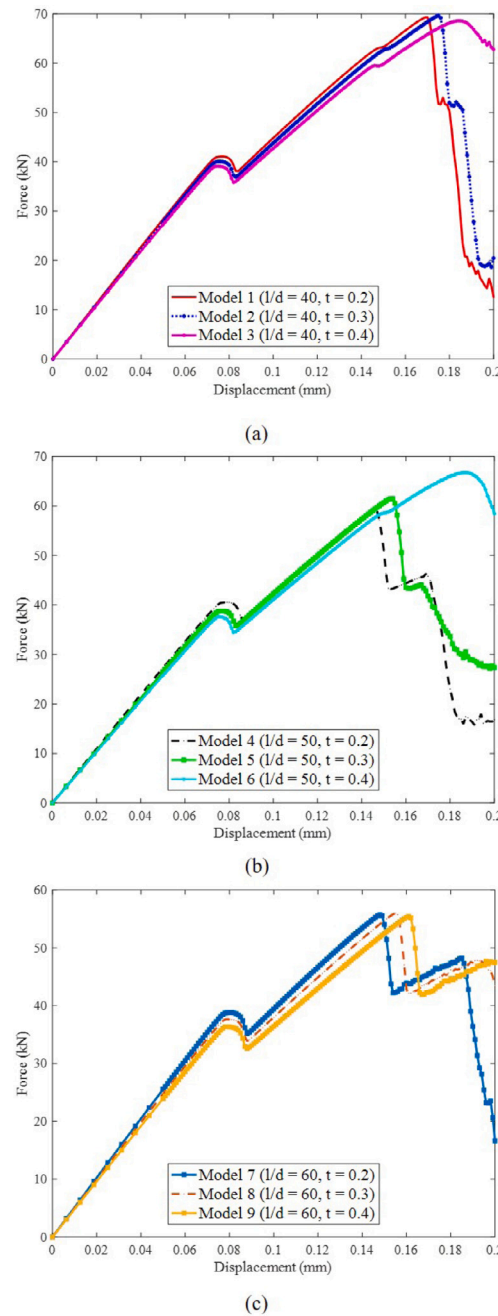 70
60
50
40
30
20
10
0
Force (kN)
Model 1 (l/d = 40, t = 0.2)
Model 2 (l/d = 40, t = 0.3)
Model 3 (l/d = 40, t = 0.4)
0 0.02 0.04 0.06 0.08 0.1 0.12 0.14 0.16 0.18 0.2
Displacement (mm)
(a)
70
60
50
40
30
20
10
0
Force (kN)
Model 4 (l/d = 50, t = 0.2)
Model 5 (l/d = 50, t = 0.3)
Model 6 (l/d = 50, t = 0.4)
0 0.02 0.04 0.06 0.08 0.1 0.12 0.14 0.16 0.18 0.2
Displacement (mm)
(b)
60
50
40
30
20
10
0
Force (kN)
Model 7 (l/d = 60, t = 0.2)
Model 8 (l/d = 60, t = 0.3)
Model 9 (l/d = 60, t = 0.4)
0 0.02 0.04 0.06 0.08 0.1 0.12 0.14 0.16 0.18 0.2
Displacement (mm)
(c)